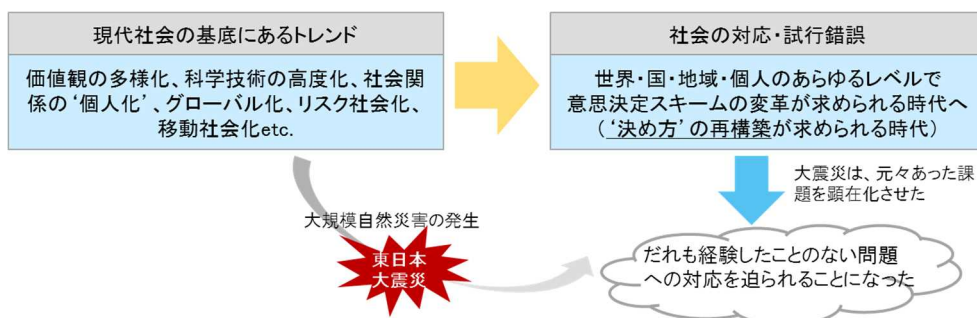 現代社会の基底にあるトレンド
価値観の多様化、科学技術の高度化、社会関
係の‘個人化’、グローバル化、リスク社会化、
移動社会化etc.
社会の対応・試行錯誤
世界・国・地域・個人のあらゆるレベルで
意思決定スキームの変革が求められる時代へ
(‘決め方’の再構築が求められる時代)
大震災は、元々あった課
題を顕在化させた
大規模自然災害の発生
東日本
大震災
だれも経験したことのない問題
への対応を迫られることになった